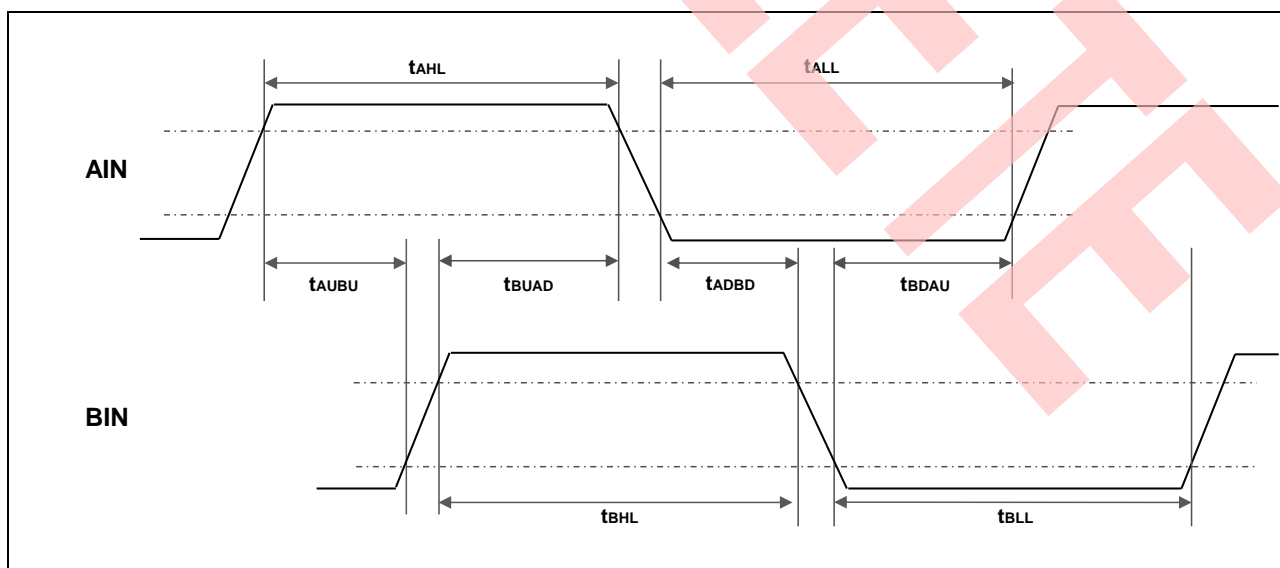 tAHL tALL
AIN
tAUBU tBUAD tADBD tBDAU
BIN
tBHL tBLL